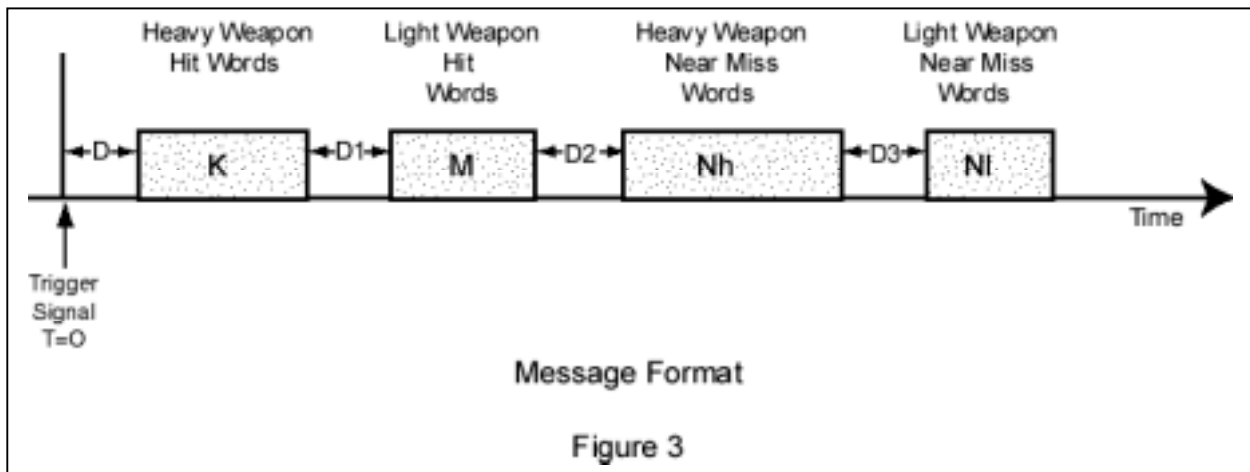 Heavy Weapon
Hit Words
Light Weapon
Hit
Words
Heavy Weapon
Near Miss
Words
Light Weapon
Near Miss
Words
D
K
D1
M
D2
Nh
D3
Nl
Time
Trigger
Signal
T=O
Message Format
Figure 3